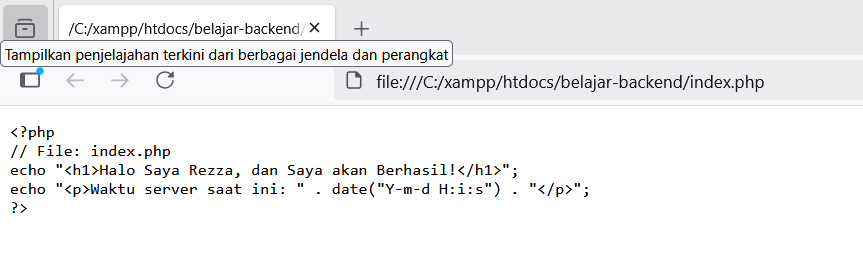 /C:/xampp/htdocs/belajar-backend/
Tampilkan penjelajahan terkini dari berbagai jendela dan perangkat
file:///C:/xampp/htdocs/belajar-backend/index.php
<?php
// File: index.php
echo "<h1>Halo Saya Rezza, dan Saya akan Berhasil!</h1>";
echo "<p>Waktu server saat ini: " . date("Y-m-d H:i:s") . "</p>";
?>